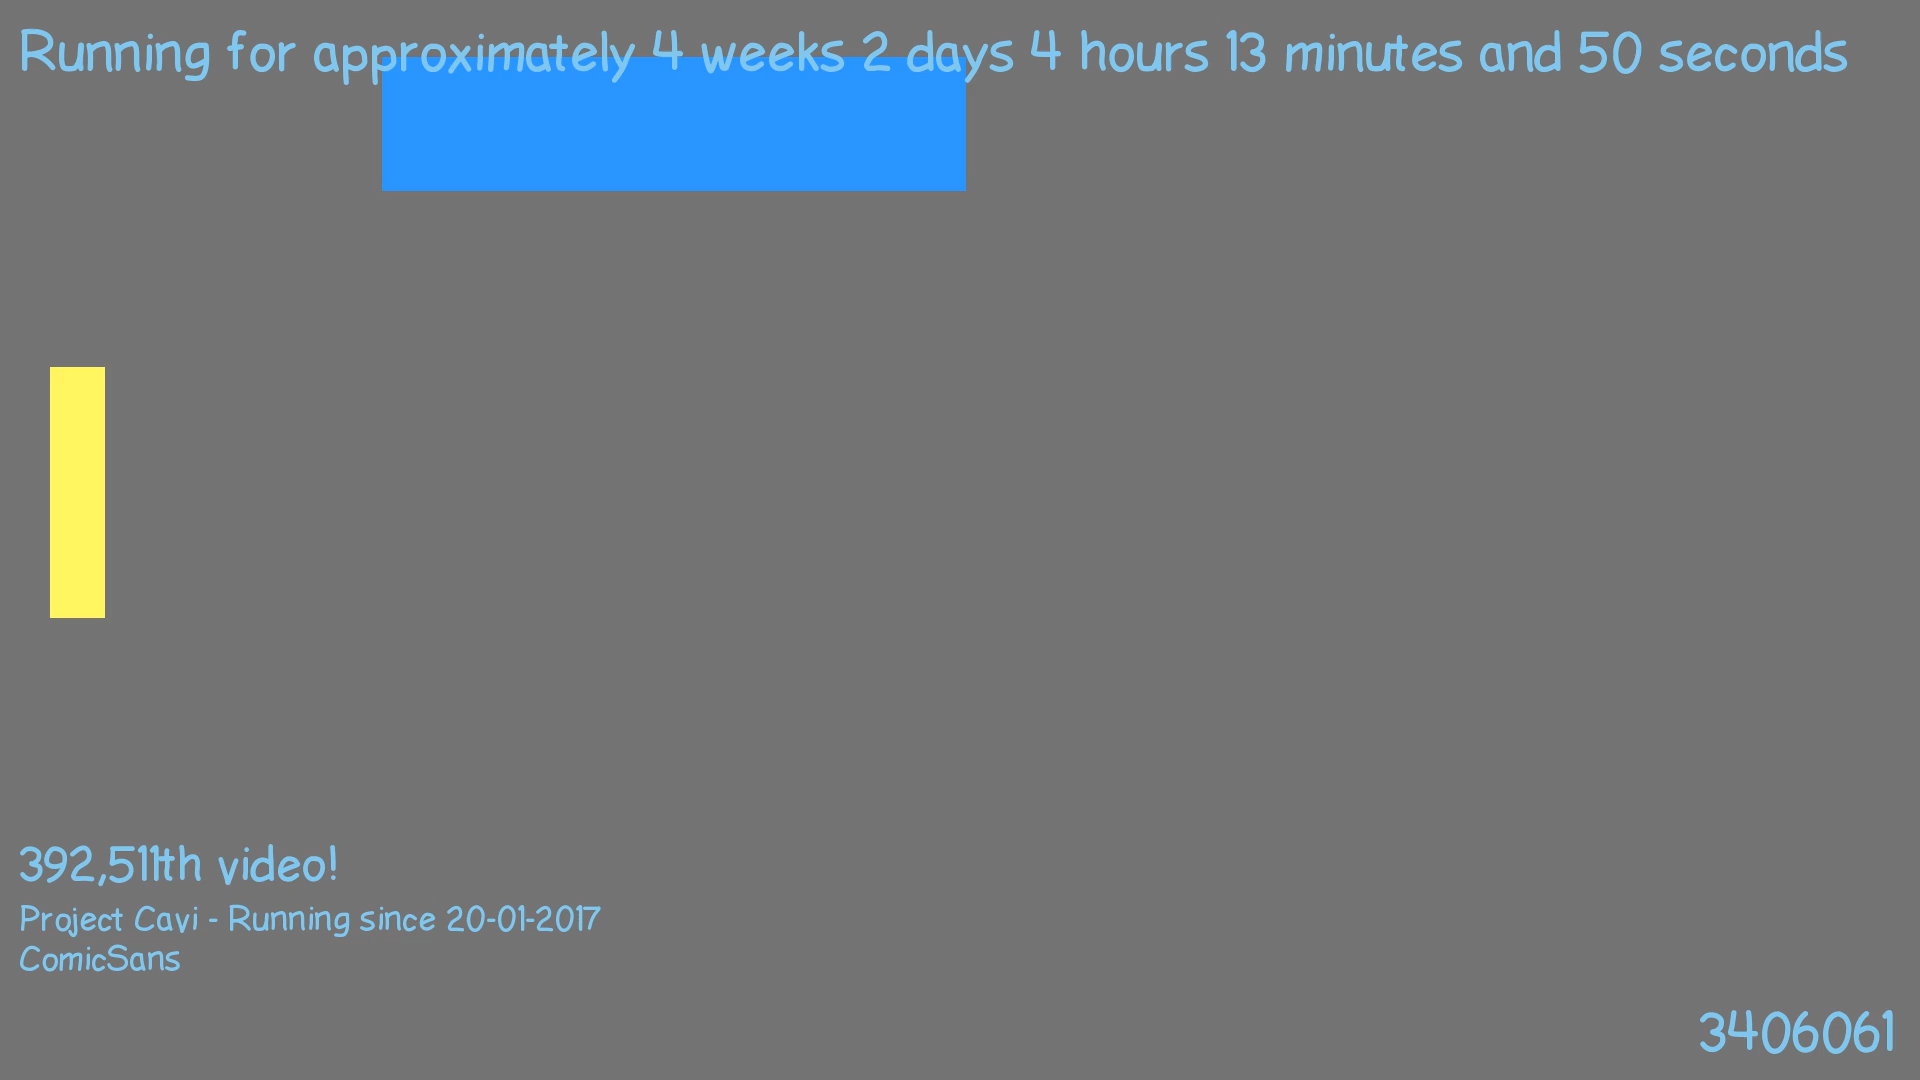 Running for approximately 4 weeks 2 days 4 hours 13 minutes and 50 seconds
392,511th video!
Project Cavi - Running since 20-01-2017
ComicSans
3406061